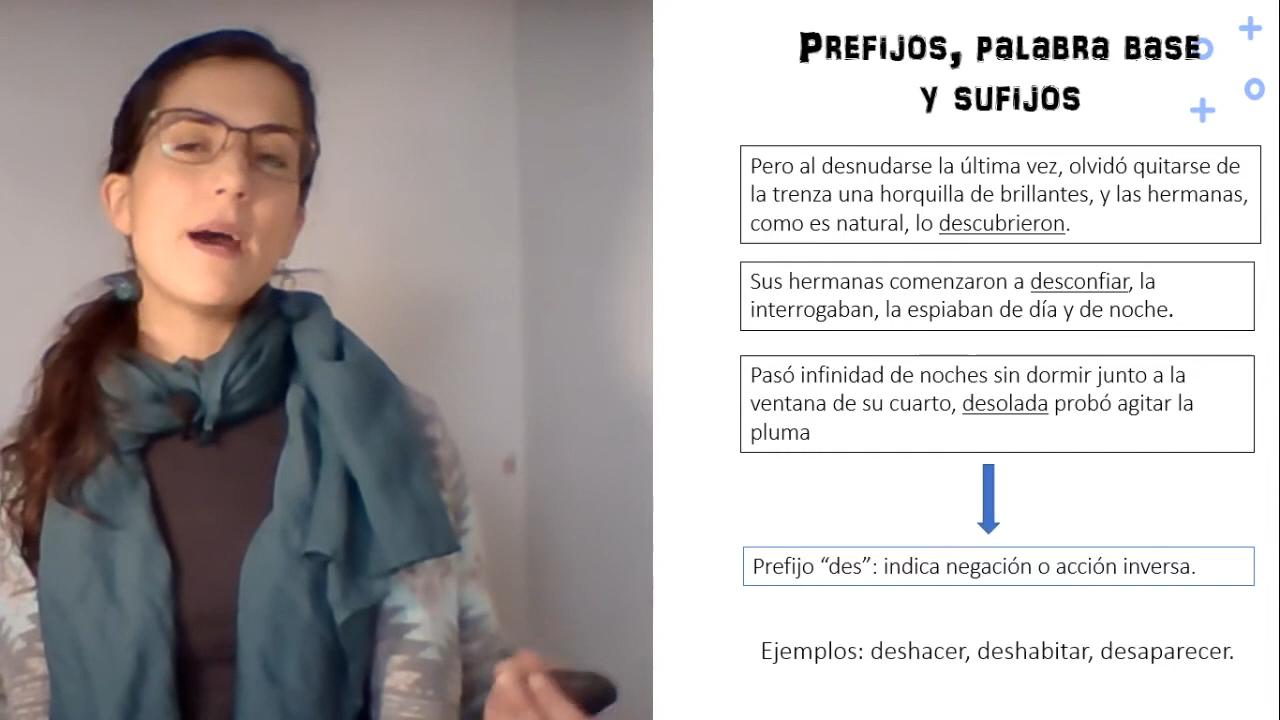 PREFIJOS, PALABRA BASE
Y SUFIJOS
Pero al desnudarse la última vez, olvidó quitarse de
la trenza una horquilla de brillantes, y las hermanas,
como es natural, lo descubrieron.
Sus hermanas comenzaron a desconfiar, la
interrogaban, la espiaban de día y de noche.
Pasó infinidad de noches sin dormir junto a la
ventana de su cuarto, desolada probó agitar la
pluma
Prefijo “des”: indica negación o acción inversa.
Ejemplos: deshacer, deshabitar, desaparecer.